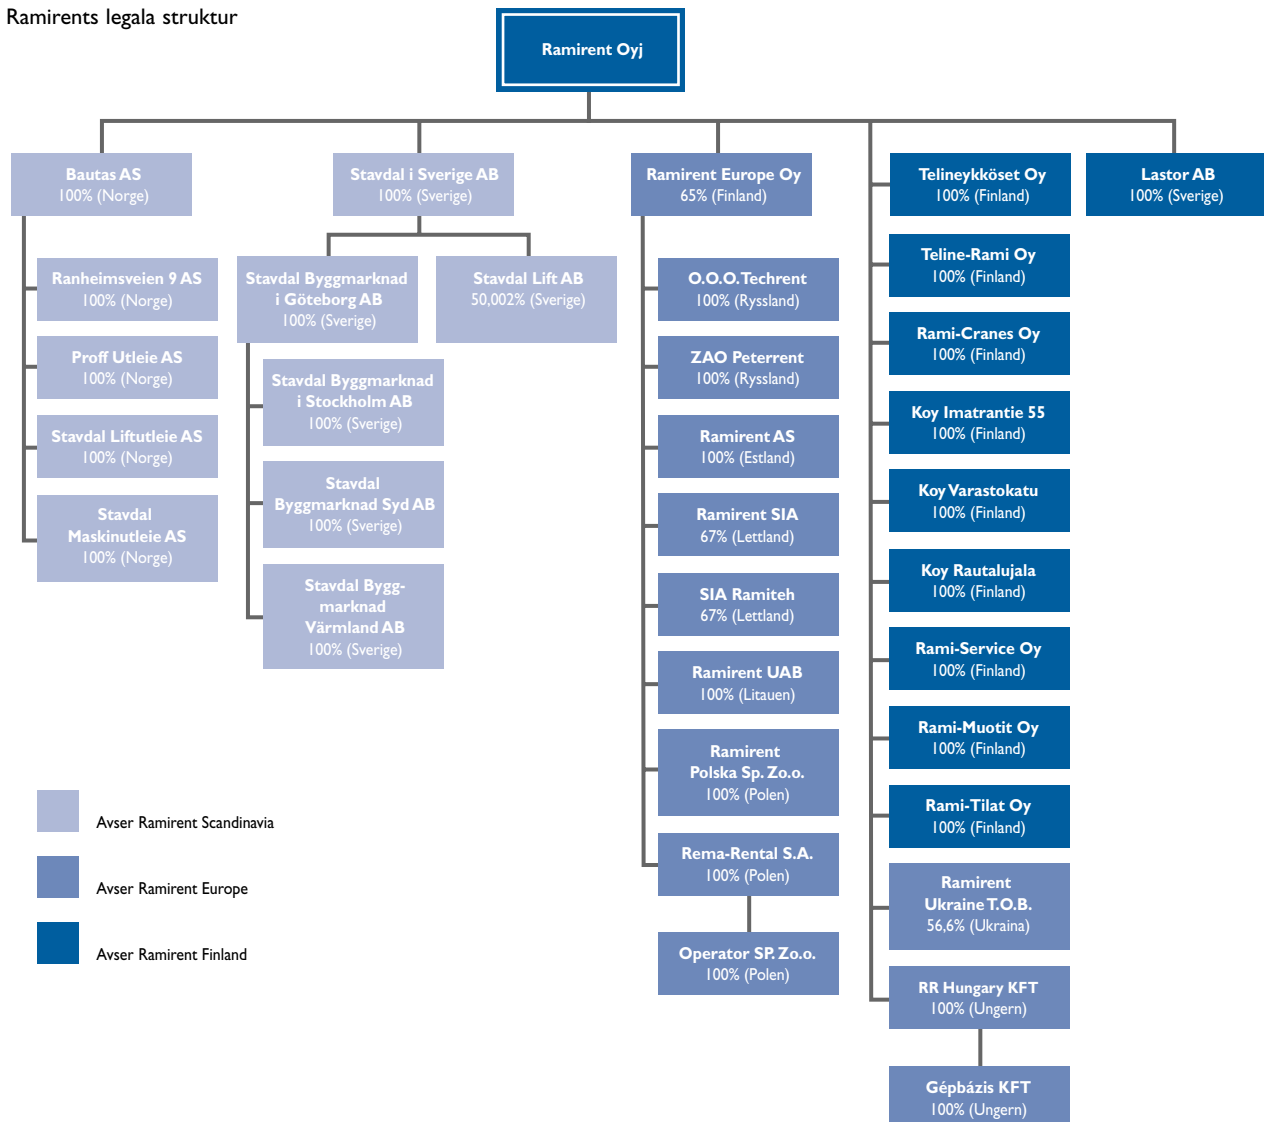 Ramirents legala struktur
Ramirent Oyj
Bautas AS
100% (Norge)
Ranheimsveien 9 AS
100% (Norge)
Proff Utleie AS
100% (Norge)
Stavdal Liftutleie AS
100% (Norge)
Stavdal
Maskinutleie AS
100% (Norge)
Stavdal i Sverige AB
100% (Sverige)
Stavdal Byggmarknad
i Göteborg AB
100% (Sverige)
Stavdal Lift AB
50,002% (Sverige)
Stavdal Byggmarknad
i Stockholm AB
100% (Sverige)
Stavdal
Byggmarknad Syd AB
100% (Sverige)
Stavdal Bygg-
marknad
Värmland AB
100% (Sverige)
Ramirent Europe Oy
65% (Finland)
O.O.O. Techrent
100% (Ryssland)
ZAO Peterrent
100% (Ryssland)
Ramirent AS
100% (Estland)
Ramirent SIA
67% (Lettland)
SIA Ramiteh
67% (Lettland)
Ramirent UAB
100% (Litauen)
Ramirent
Polska Sp. Zo.o.
100% (Polen)
Rema-Rental S.A.
100% (Polen)
Operator SP. Zo.o.
100% (Polen)
Telineykköset Oy
100% (Finland)
Teline-Rami Oy
100% (Finland)
Rami-Cranes Oy
100% (Finland)
Koy Imatrantie 55
100% (Finland)
Koy Varastokatu
100% (Finland)
Koy Rautalujala
100% (Finland)
Rami-Service Oy
100% (Finland)
Rami-Muotit Oy
100% (Finland)
Rami-Tilat Oy
100% (Finland)
Ramirent
Ukraine T.O.B.
56,6% (Ukraina)
RR Hungary KFT
100% (Ungern)
Gépbázis KFT
100% (Ungern)
Lastor AB
100% (Sverige)
Avser Ramirent Scandinavia
Avser Ramirent Europe
Avser Ramirent Finland